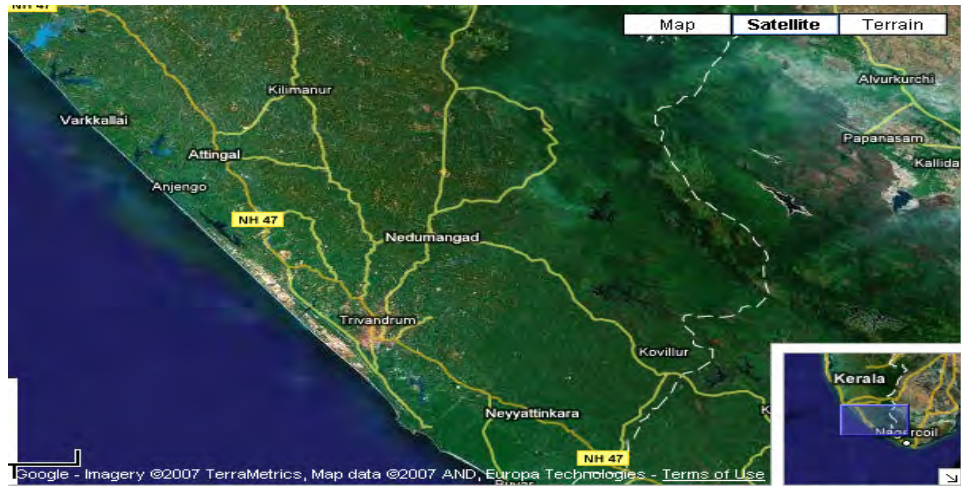 NH 47
Map
Satellite
Terrain
Kilimanur
Alvurkurchi
Varkkallai
Papanasam
Attingal
Kallida
Anjengo
NH 47
Nedumangad
Trivandrum
Kovillur
Kerala
Neyyattinkara
K
Nagercoil
NH 47
Google - Imagery ©2007 TerraMetrics, Map data ©2007 AND, Europa Technologies - Terms of Use